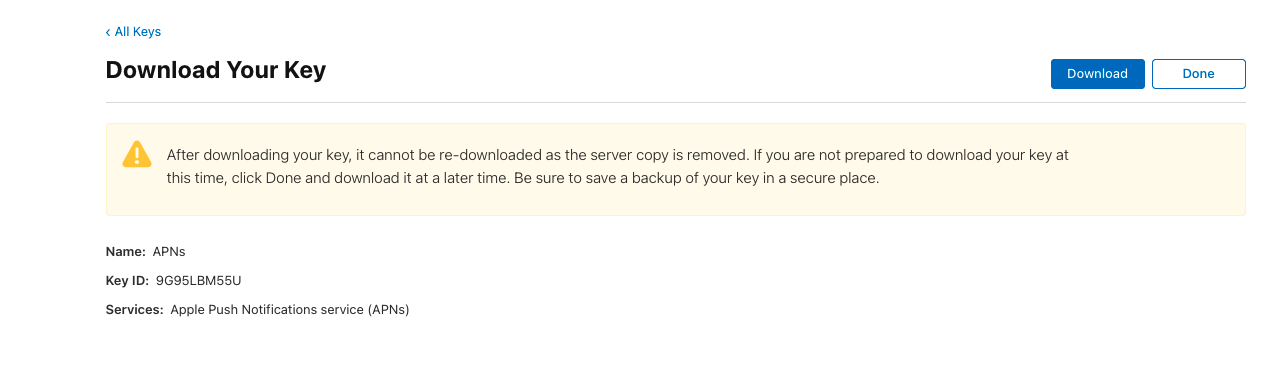 ‹ All Keys
Download Your Key
Download
Done
After downloading your key, it cannot be re-downloaded as the server copy is removed. If you are not prepared to download your key at
this time, click Done and download it at a later time. Be sure to save a backup of your key in a secure place.
Name: APNs
Key ID: 9G95LBM55U
Services: Apple Push Notifications service (APNs)